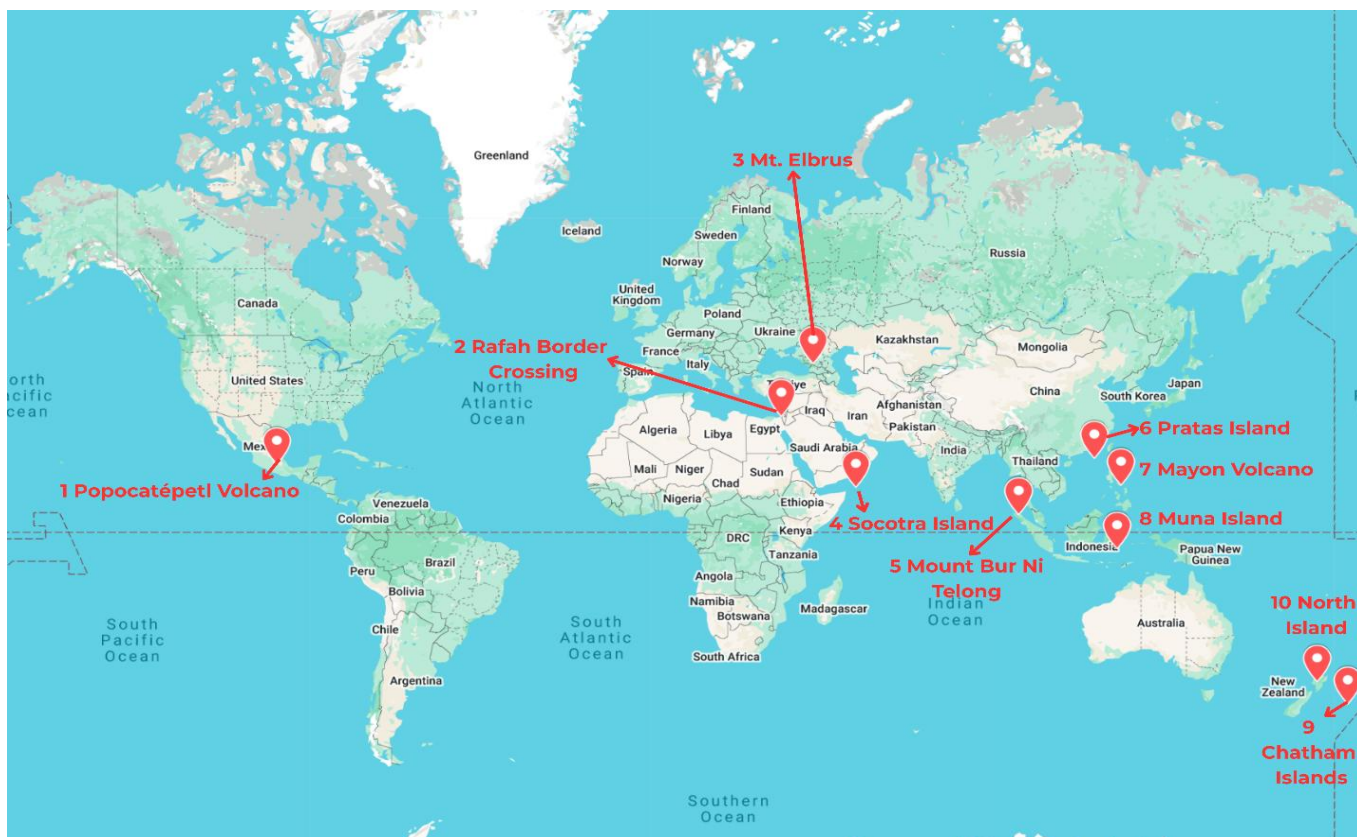 Greenland
3 Mt. Elbrus
Iceland
Finland
Sweden
Norway
Russia
Canada
United
Kingdom
Poland
Germany
Ukraine
Kazakhstan
Mongolia
2 Rafah Border
Crossing
France
Italy
Spain
United States
North
Atlantic
Ocean
orth
acific
cean
Iraq
Iran
Afghanistan
Pakistan
China
South Korea
Japan
Algeria
Libya
Egypt
Saudi Arabia
India
Thailand
6 Pratas Island
7 Mayon Volcano
1 Popocatépetl Volcano
Mali
Niger
Chad
Sudan
Nigeria
Ethiopia
Venezuela
Colombia
4 Socotra Island
8 Muna Island
DRC
Kenya
Tanzania
5 Mount Bur Ni
Telong
Indonesia
Papua New
Guinea
Peru
Brazil
Bolivia
Angola
Namibia
Botswana
Madagascar
Indian
Ocean
10 North
Island
South
Pacific
Ocean
Chile
South
Atlantic
Ocean
South Africa
Australia
Argentina
New
Zealand
9
Chatham
Islands
Southern
Ocean